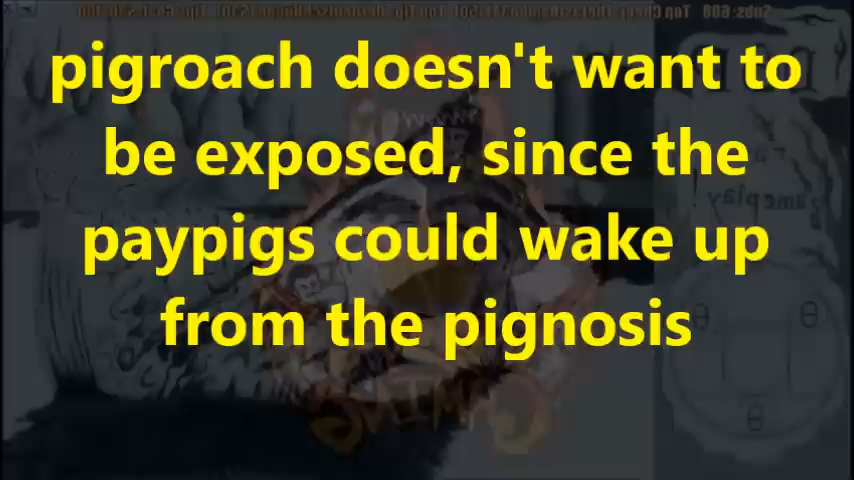 pigroach doesn't want to
be exposed, since the
paypigs could wake up
from the pignosis